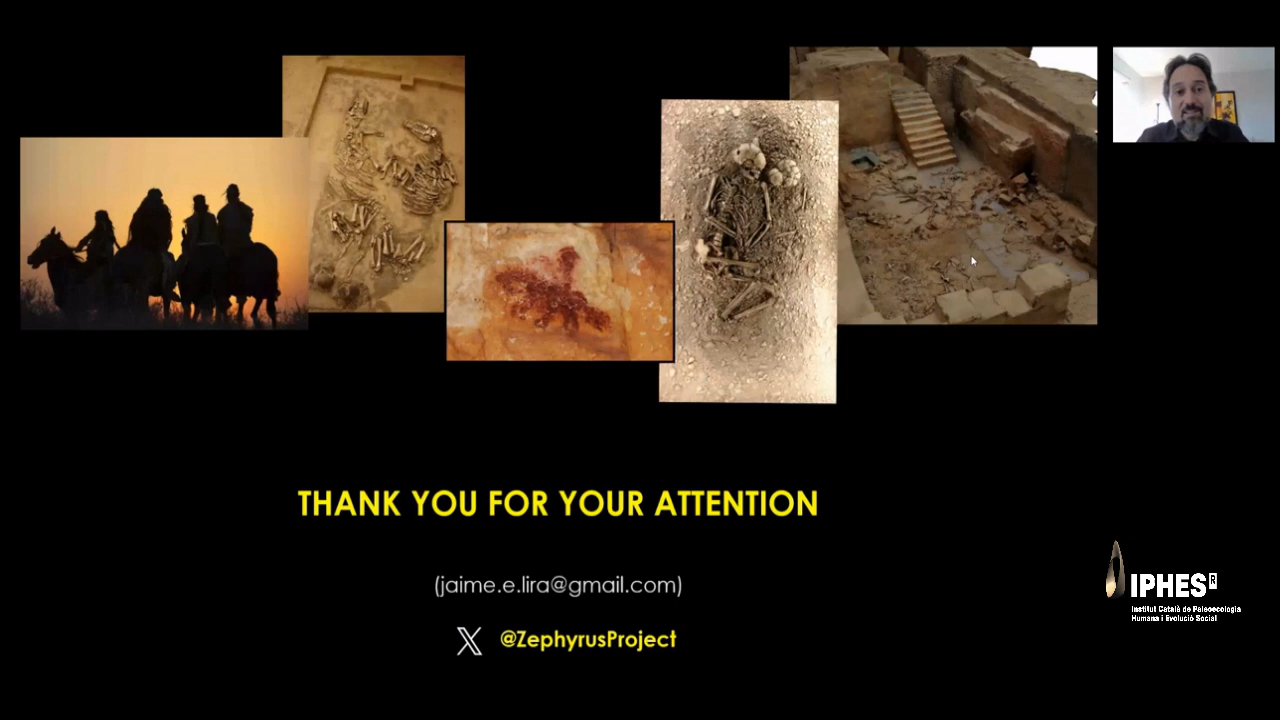 THANK YOU FOR YOUR ATTENTION
(jaime.e.lira@gmail.com)
@ZephyrusProject
IPHES R
Institut Català de Paleoecologia
Humana i Evolució Social